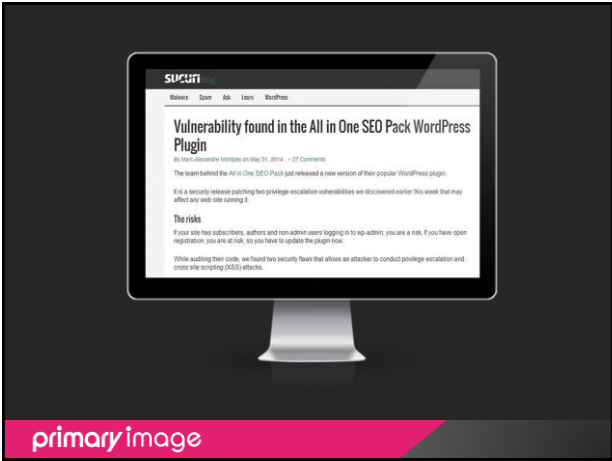 sucuri blog
Malware Spam Ask Learn WordPress
Vulnerability found in the All in One SEO Pack WordPress
Plugin
By Marc-Alexandre Montpas on May 31, 2014 . 27 Comments
The team behind the All in One SEO Pack just released a new version of their popular WordPress plugin.
It is a security release patching two privilege escalation vulnerabilities we discovered earlier this week that may
affect any web site running it.
The risks
If your site has subscribers, authors and non-admin users logging in to wp-admin, you are a risk. If you have open
registration, you are at risk, so you have to update the plugin now.
While auditing their code, we found two security flaws that allows an attacker to conduct privilege escalation and
cross site scripting (XSS) attacks.
primary image